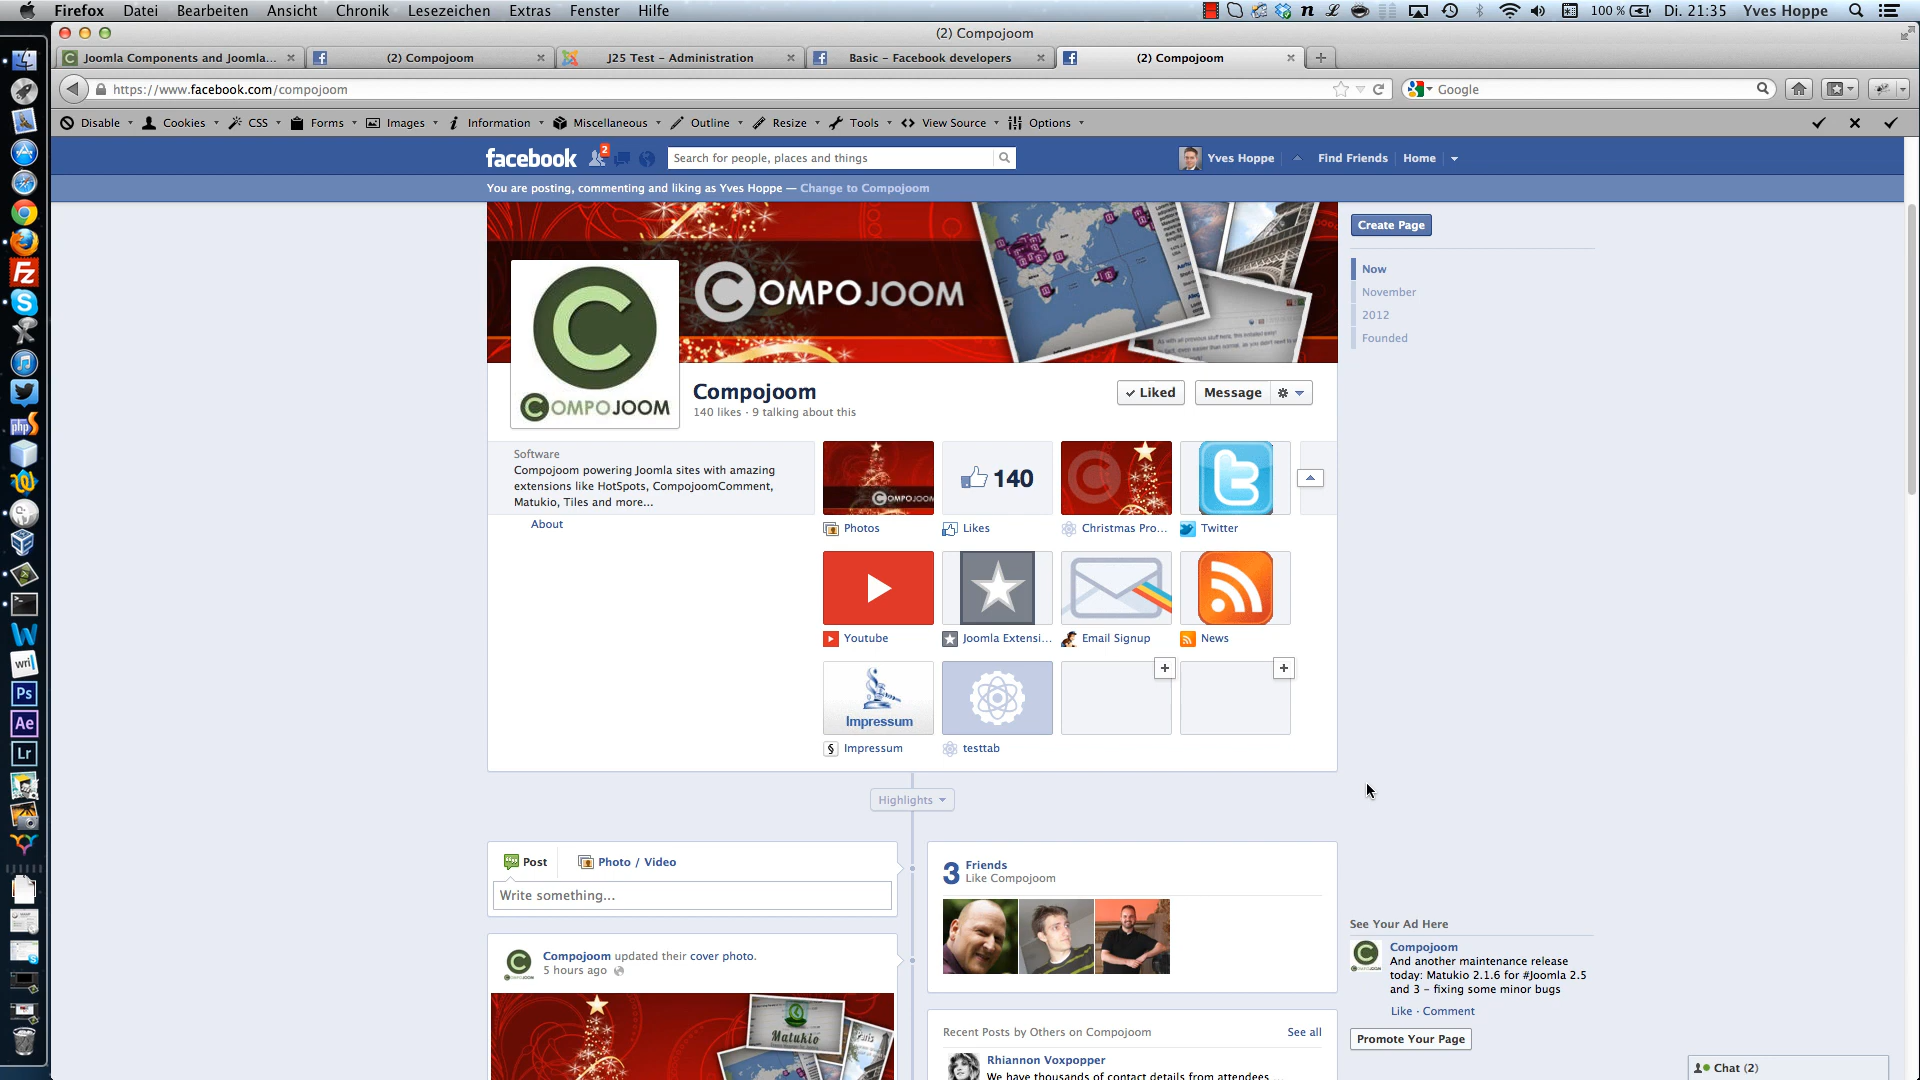 Firefox Datei Bearbeiten Ansicht Chronik Lesezeichen Extras Fenster Hilfe 100 % Di. 21:35 Yves Hoppe
(2) Compojoom
Joomla Components and Joomla... (2) Compojoom J25 Test – Administration Basic – Facebook developers (2) Compojoom
https://www.facebook.com/compojoom Google
Disable Cookies CSS Forms Images Information Miscellaneous Outline Resize Tools View Source Options
facebook 2 Search for people, places and things Yves Hoppe Find Friends Home
You are posting, commenting and liking as Yves Hoppe — Change to Compojoom
Create Page
Now
November
2012
Founded
COMPOJOOM
COMPOJOOM
Compojoom
140 likes · 9 talking about this
Liked Message
Software
Compojoom powering Joomla sites with amazing
extensions like HotSpots, CompojoomComment,
Matukio, Tiles and more...
About
COMPOJOOM
140
Photos Likes Christmas Pro... Twitter
Youtube Joomla Extensi... Email Signup News
Impressum
Impressum testtab
Highlights
Post Photo / Video
Write something...
3 Friends
Like Compojoom
Compojoom updated their cover photo.
5 hours ago
Matukio
Paris
Recent Posts by Others on Compojoom See all
Rhiannon Voxpopper
We have thousands of contact details from attendees ...
See Your Ad Here
Compojoom
And another maintenance release
today: Matukio 2.1.6 for #Joomla 2.5
and 3 – fixing some minor bugs
Like · Comment
Promote Your Page
Chat (2)
php
wri
Ps
Ae
Lr